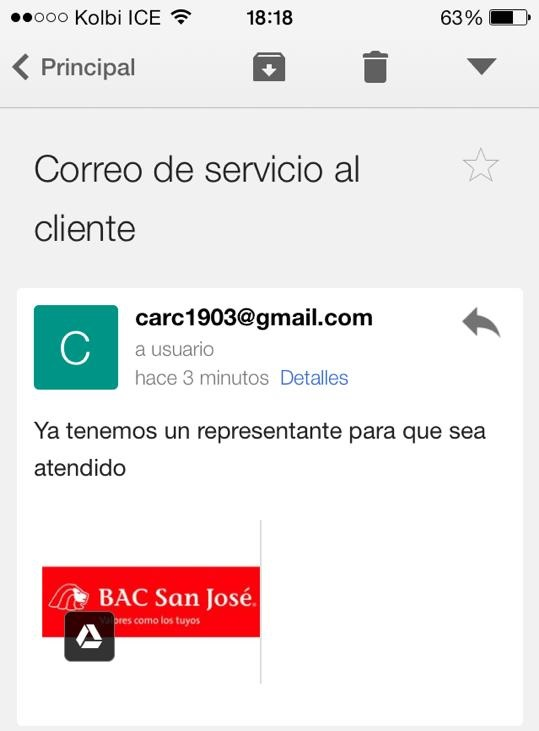 Kolbi ICE 18:18 63%
Principal
Correo de servicio al
cliente
C
carc1903@gmail.com
a usuario
hace 3 minutos Detalles
Ya tenemos un representante para que sea
atendido
BAC San José
como los tuyos